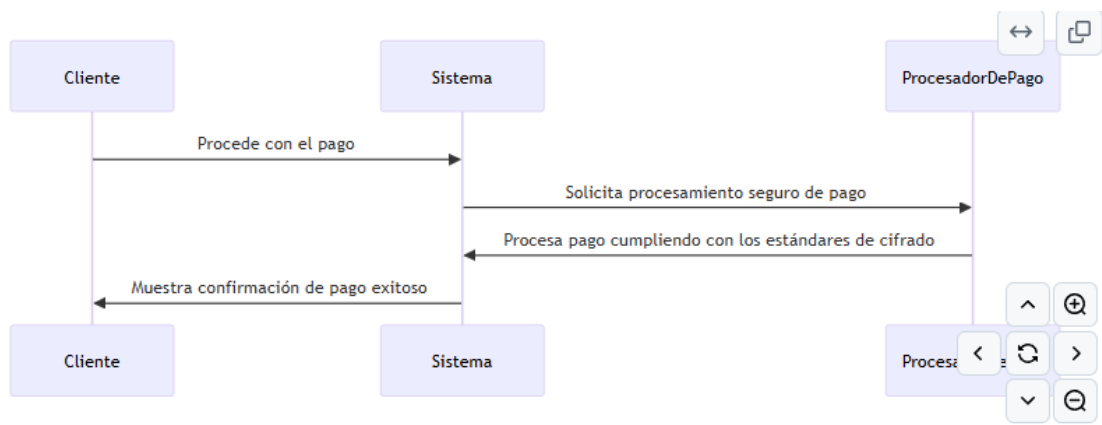 Cliente
Sistema
ProcesadorDePago
Procede con el pago
Solicita procesamiento seguro de pago
Procesa pago cumpliendo con los estándares de cifrado
Muestra confirmación de pago exitoso
Cliente
Sistema